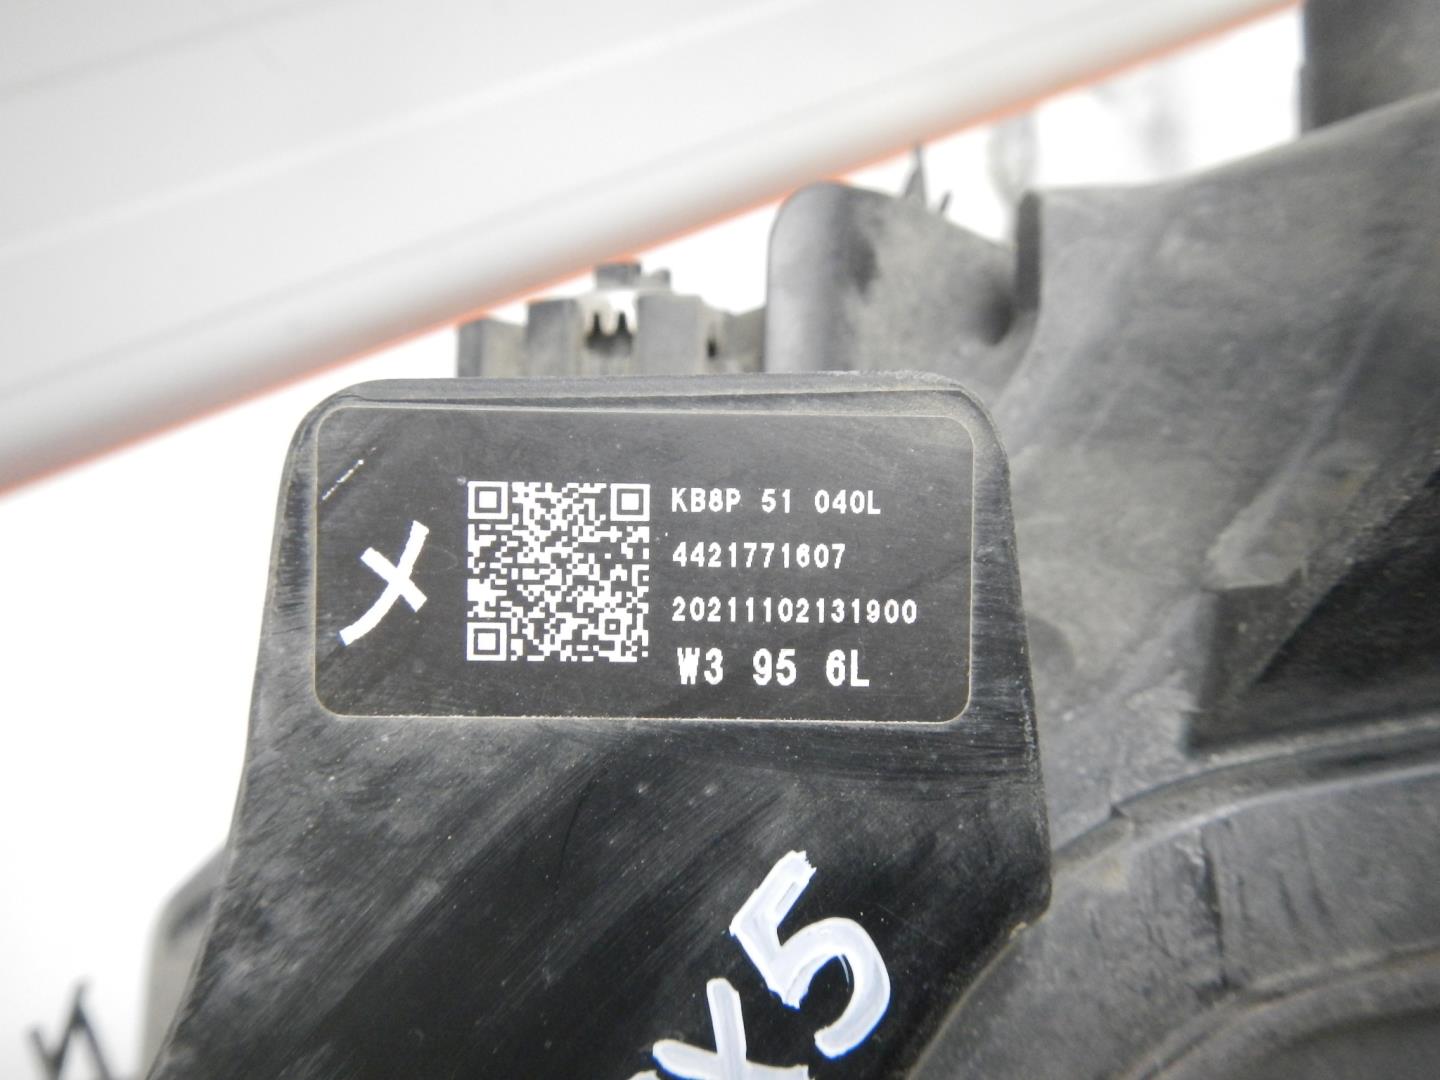 KB8P 51 040L
4421771607
20211102131900
W3 95 6L
X5